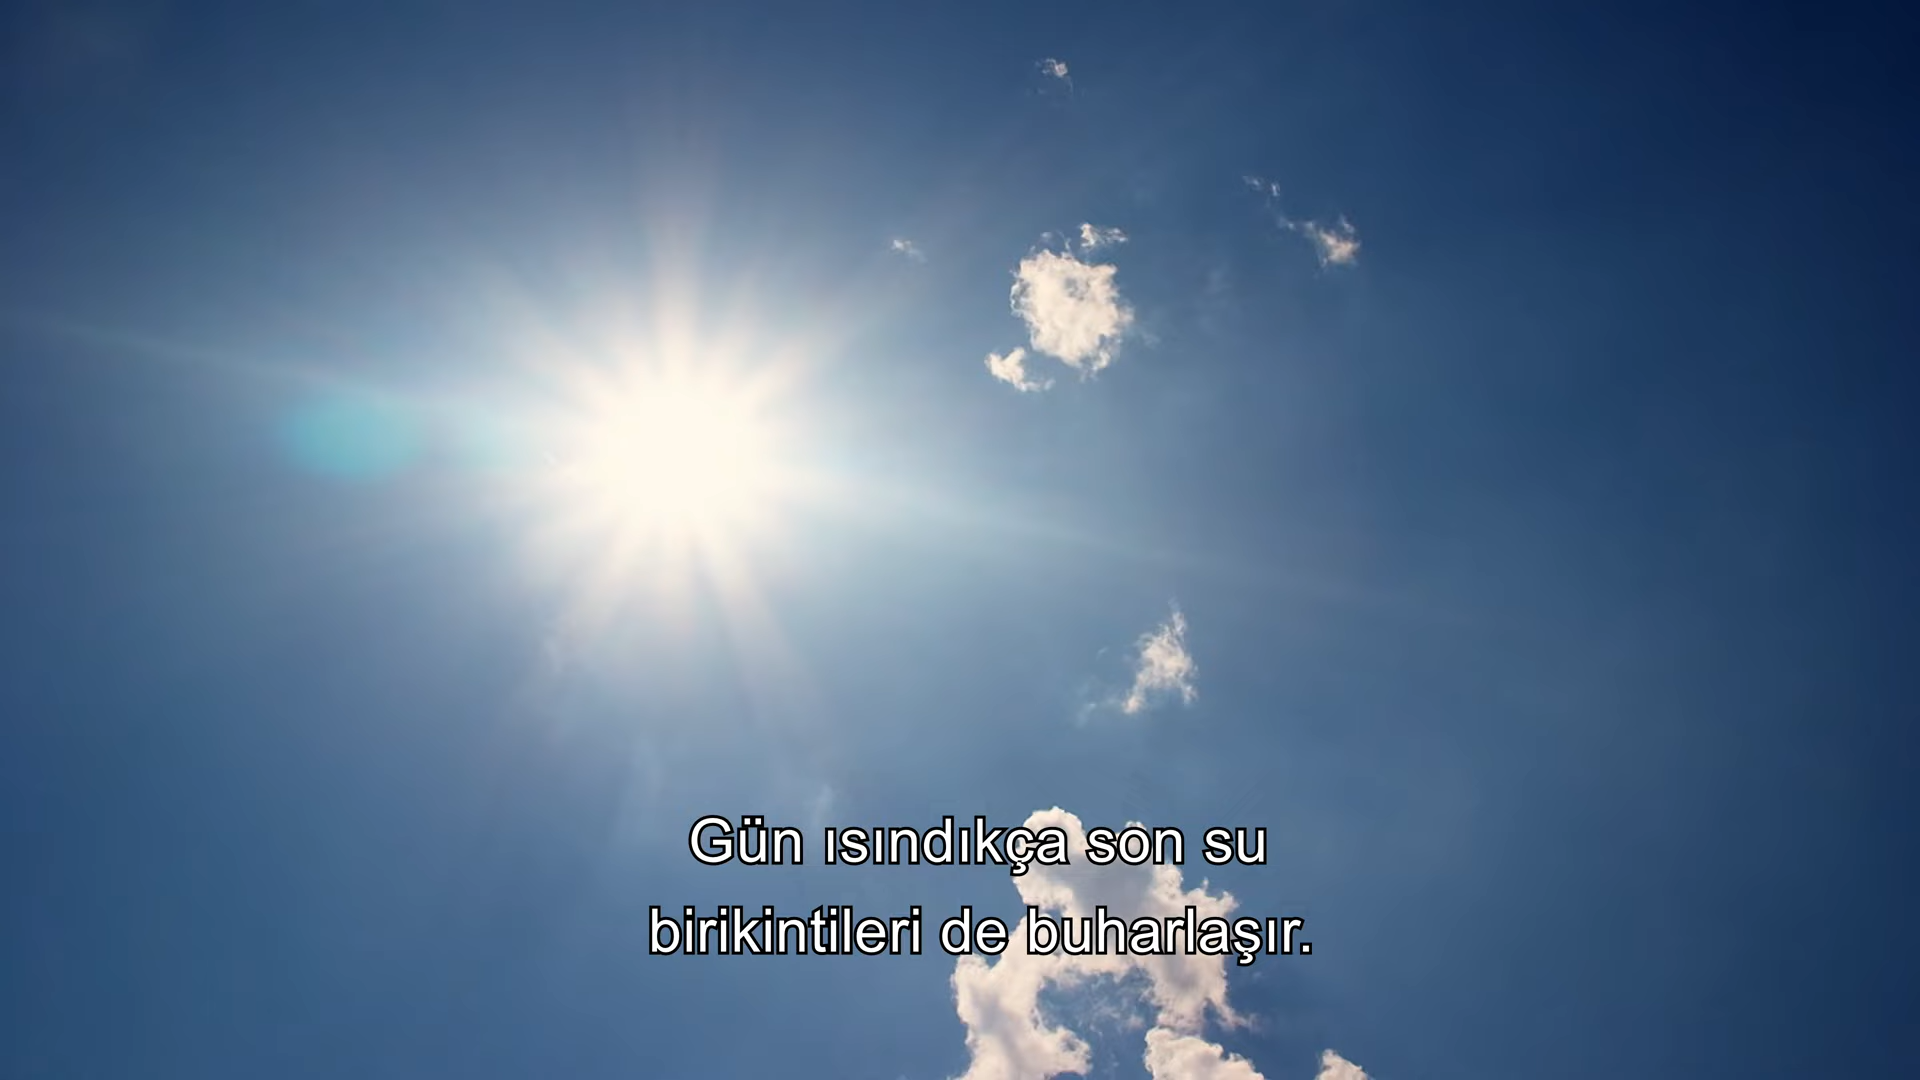 Gün ısındıkça son su
birikintileri de buharlaşır.